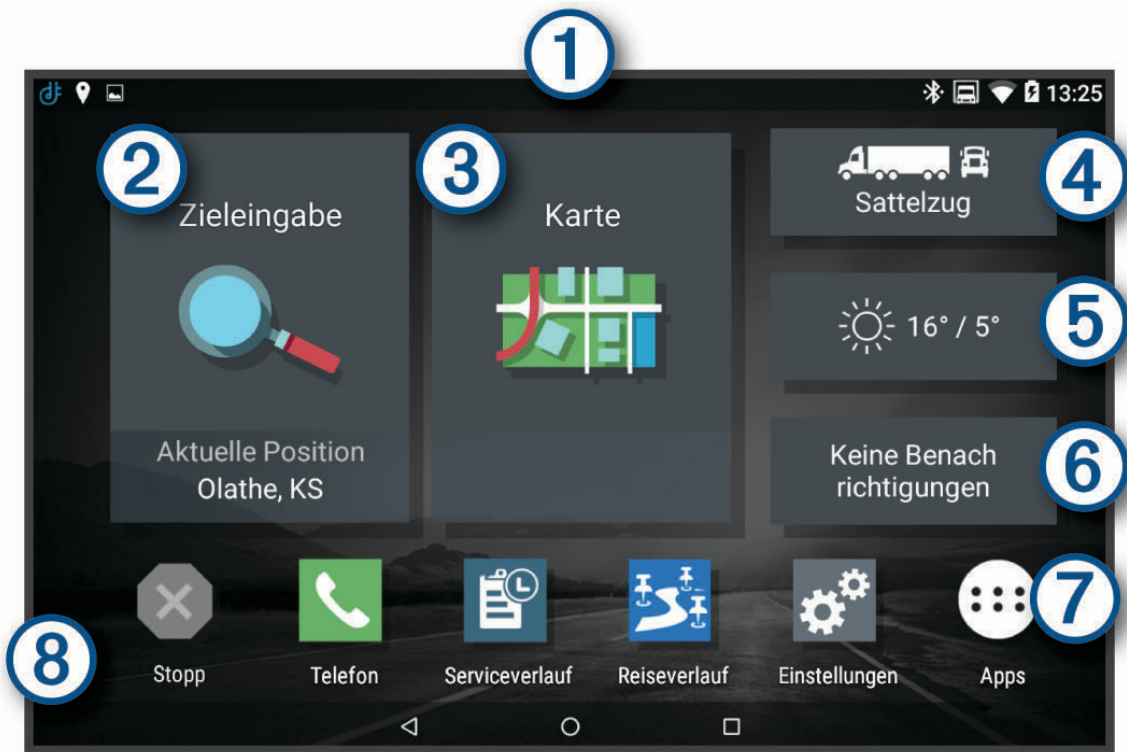 1
13:25
2
Zieleingabe
Aktuelle Position
Olathe, KS
3
Karte
4
Sattelzug
5
16° / 5°
6
Keine Benach
richtigungen
7
8
Stopp
Telefon
Serviceverlauf
Reiseverlauf
Einstellungen
Apps